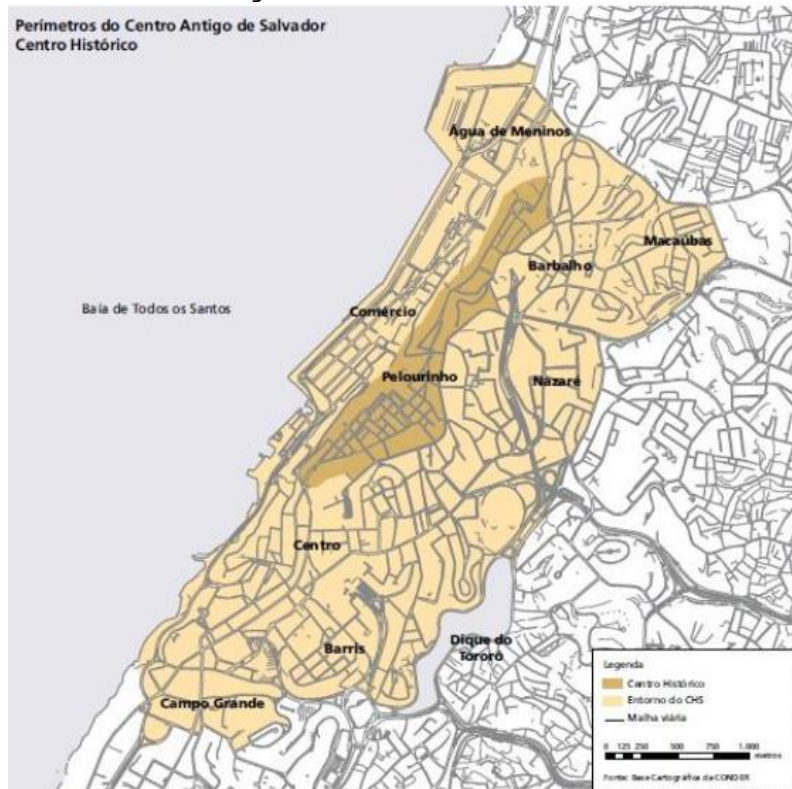 Perímetros do Centro Antigo de Salvador
Centro Histórico
Água de Meninos
Macaúbas
Barbalho
Baía de Todos os Santos
Comércio
Pelourinho
Nazaré
Centro
Barris
Dique do
Tororó
Campo Grande
Legenda
Centro Histórico
Entorno do CHS
Malha viária
0 125 250 500 750 1.000
metros
Fonte: Base Cartográfica da CONDER